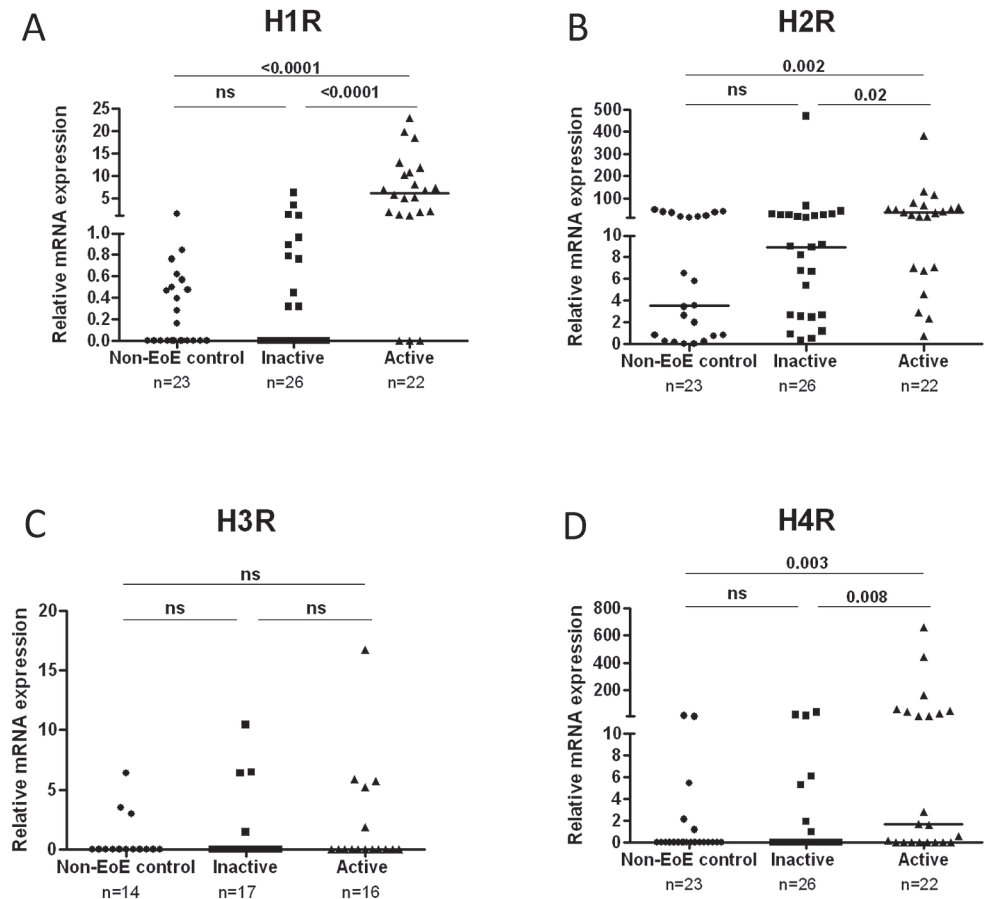 A
H1R
<0.0001
ns
<0.0001
Relative mRNA expression
25
20
15
10
5
1.0
0.8
0.6
0.4
0.2
0.0
Non-EoE control
Inactive
Active
n=23
n=26
n=22
B
H2R
0.002
ns
0.02
Relative mRNA expression
500
400
300
200
100
10
8
6
4
2
0
Non-EoE control
Inactive
Active
n=23
n=26
n=22
C
H3R
ns
ns
ns
Relative mRNA expression
20
15
10
5
0
Non-EoE control
Inactive
Active
n=14
n=17
n=16
D
H4R
0.003
ns
0.008
Relative mRNA expression
800
600
400
200
10
8
6
4
2
0
Non-EoE control
Inactive
Active
n=23
n=26
n=22